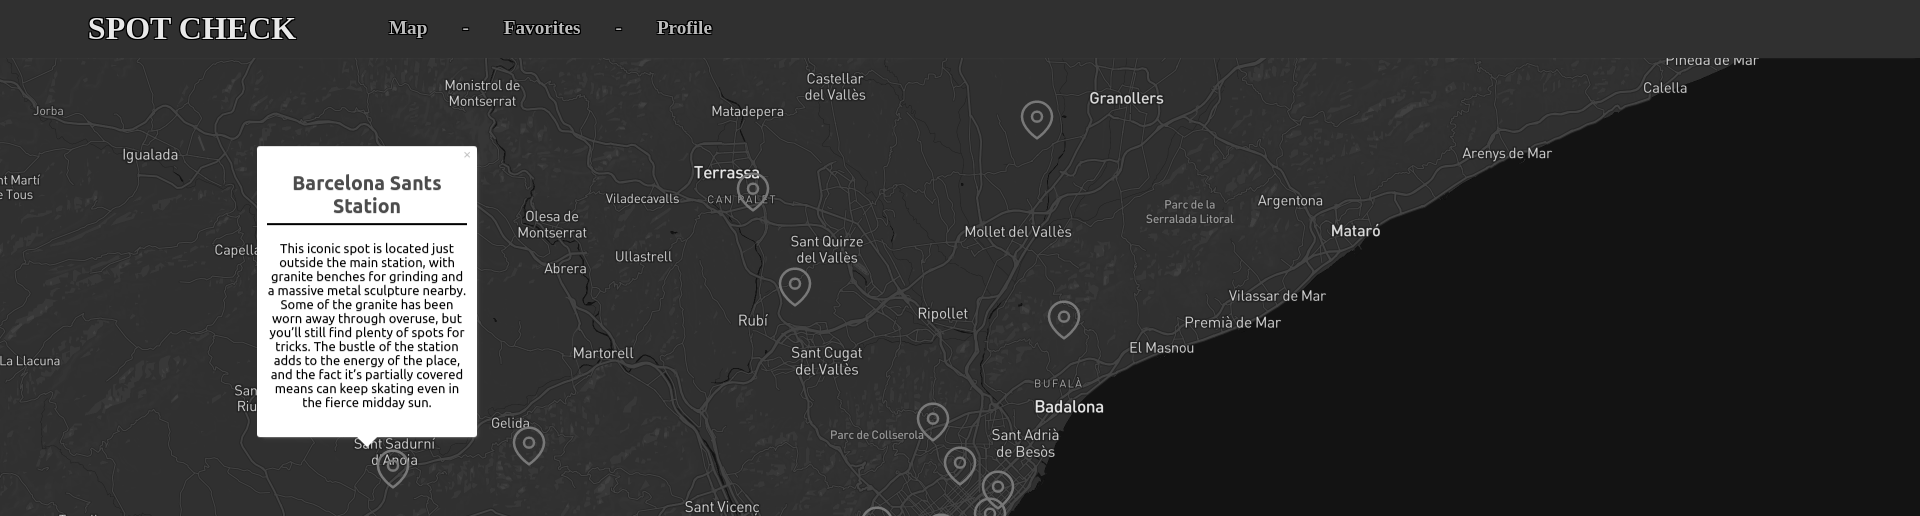 SPOT CHECK
Map - Favorites - Profile
Pineda de Mar
Monistrol de
Montserrat
Castellar
del Vallès
Calella
Jorba
Matadepera
Granollers
Igualada
Arenys de Mar
×
Barcelona Sants
Station
This iconic spot is located just
outside the main station, with
granite benches for grinding and
a massive metal sculpture nearby.
Some of the granite has been
worn away through overuse, but
you’ll still find plenty of spots for
tricks. The bustle of the station
adds to the energy of the place,
and the fact it’s partially covered
means can keep skating even in
the fierce midday sun.
nt Martí
e Tous
Terrassa
CAN PALET
Viladecavalls
Olesa de
Montserrat
Parc de la
Serralada Litoral
Argentona
Mollet del Vallès
Mataró
Capella
Ullastrell
Sant Quirze
del Vallès
Abrera
Vilassar de Mar
Rubí
Ripollet
Premià de Mar
La Llacuna
Martorell
Sant Cugat
del Vallès
El Masnou
BUFALÀ
San
Riu
Badalona
Gelida
Parc de Collserola
Sant Adrià
de Besòs
Sant Sadurní
d'Anoia
Sant Vicenç